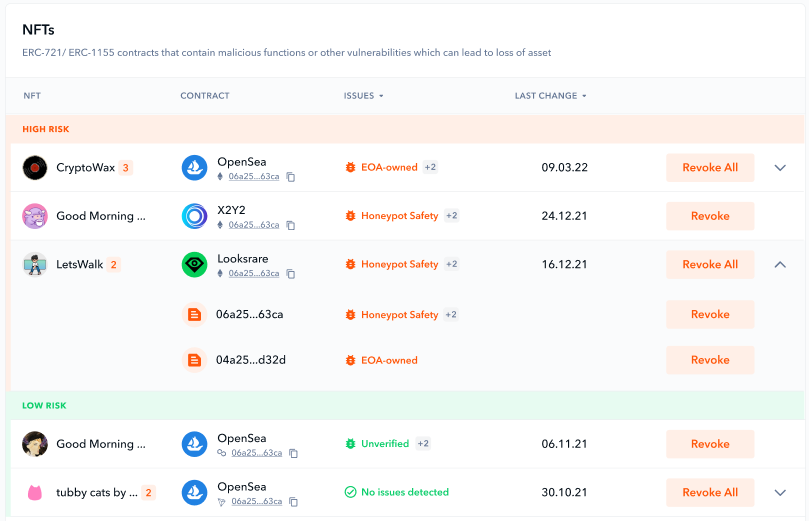 NFTs
ERC-721/ ERC-1155 contracts that contain malicious functions or other vulnerabilities which can lead to loss of asset
NFT CONTRACT ISSUES LAST CHANGE
HIGH RISK
CryptoWax 3 OpenSea EOA-owned +2 09.03.22 Revoke All
06a25...63ca
Good Morning ... X2Y2 Honeypot Safety +2 24.12.21 Revoke
06a25...63ca
LetsWalk 2 Looksrare Honeypot Safety +2 16.12.21 Revoke All
06a25...63ca
06a25...63ca Honeypot Safety +2 Revoke
04a25...d32d EOA-owned Revoke
LOW RISK
Good Morning ... OpenSea Unverified +2 06.11.21 Revoke
06a25...63ca
tubby cats by ... 2 OpenSea No issues detected 30.10.21 Revoke All
06a25...63ca